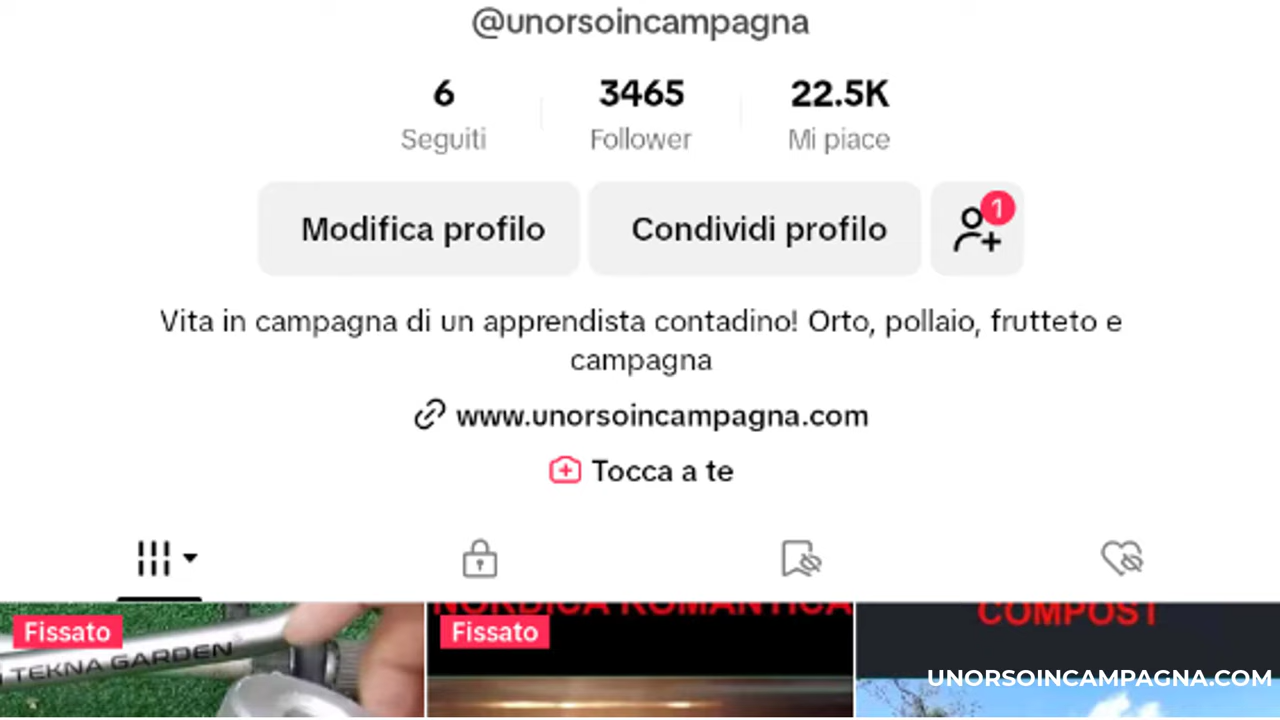 @unorsoincampagna
6 3465 22.5K
Seguiti Follower Mi piace
Modifica profilo Condividi profilo 1
Vita in campagna di un apprendista contadino! Orto, pollaio, frutteto e
campagna
www.unorsoincampagna.com
Tocca a te
Fissato
TEKNA GARDEN
NORDICA ROMANTICA
Fissato
COMPOST
UNORSOINCAMPAGNA.COM